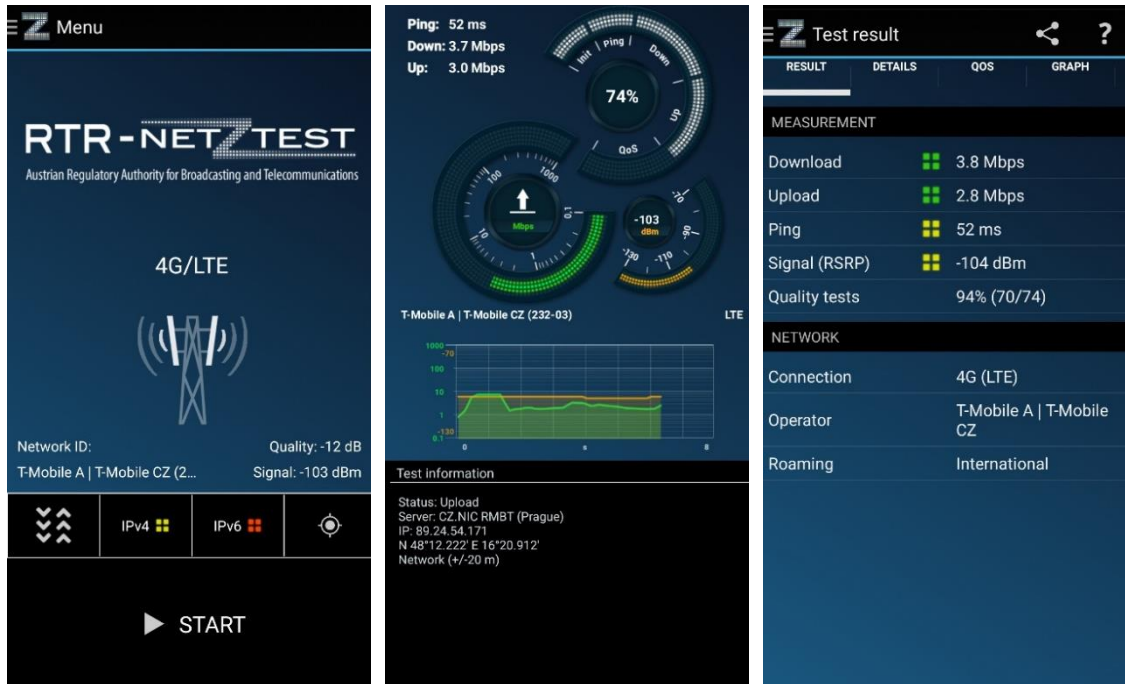 Menu
RTR-NETZTEST
Austrian Regulatory Authority for Broadcasting and Telecommunications
4G/LTE
Network ID:
Quality: -12 dB
T-Mobile A | T-Mobile CZ (2...
Signal: -103 dBm
IPv4
IPv6
START
Ping: 52 ms
Down: 3.7 Mbps
Up: 3.0 Mbps
Init | Ping | Down
Up
QoS
74%
0.1
1
10
100
1000
Mbps
-103
dBm
-130
-110
-90
-70
T-Mobile A | T-Mobile CZ (232-03)
LTE
1000
-70
100
10
1
-130
0.1
0
s
8
Test information
Status: Upload
Server: CZ.NIC RMBT (Prague)
IP: 89.24.54.171
N 48°12.222' E 16°20.912'
Network (+/-20 m)
Test result
?
RESULT DETAILS QOS GRAPH
MEASUREMENT
Download 3.8 Mbps
Upload 2.8 Mbps
Ping 52 ms
Signal (RSRP) -104 dBm
Quality tests 94% (70/74)
NETWORK
Connection 4G (LTE)
Operator T-Mobile A | T-Mobile
CZ
Roaming International